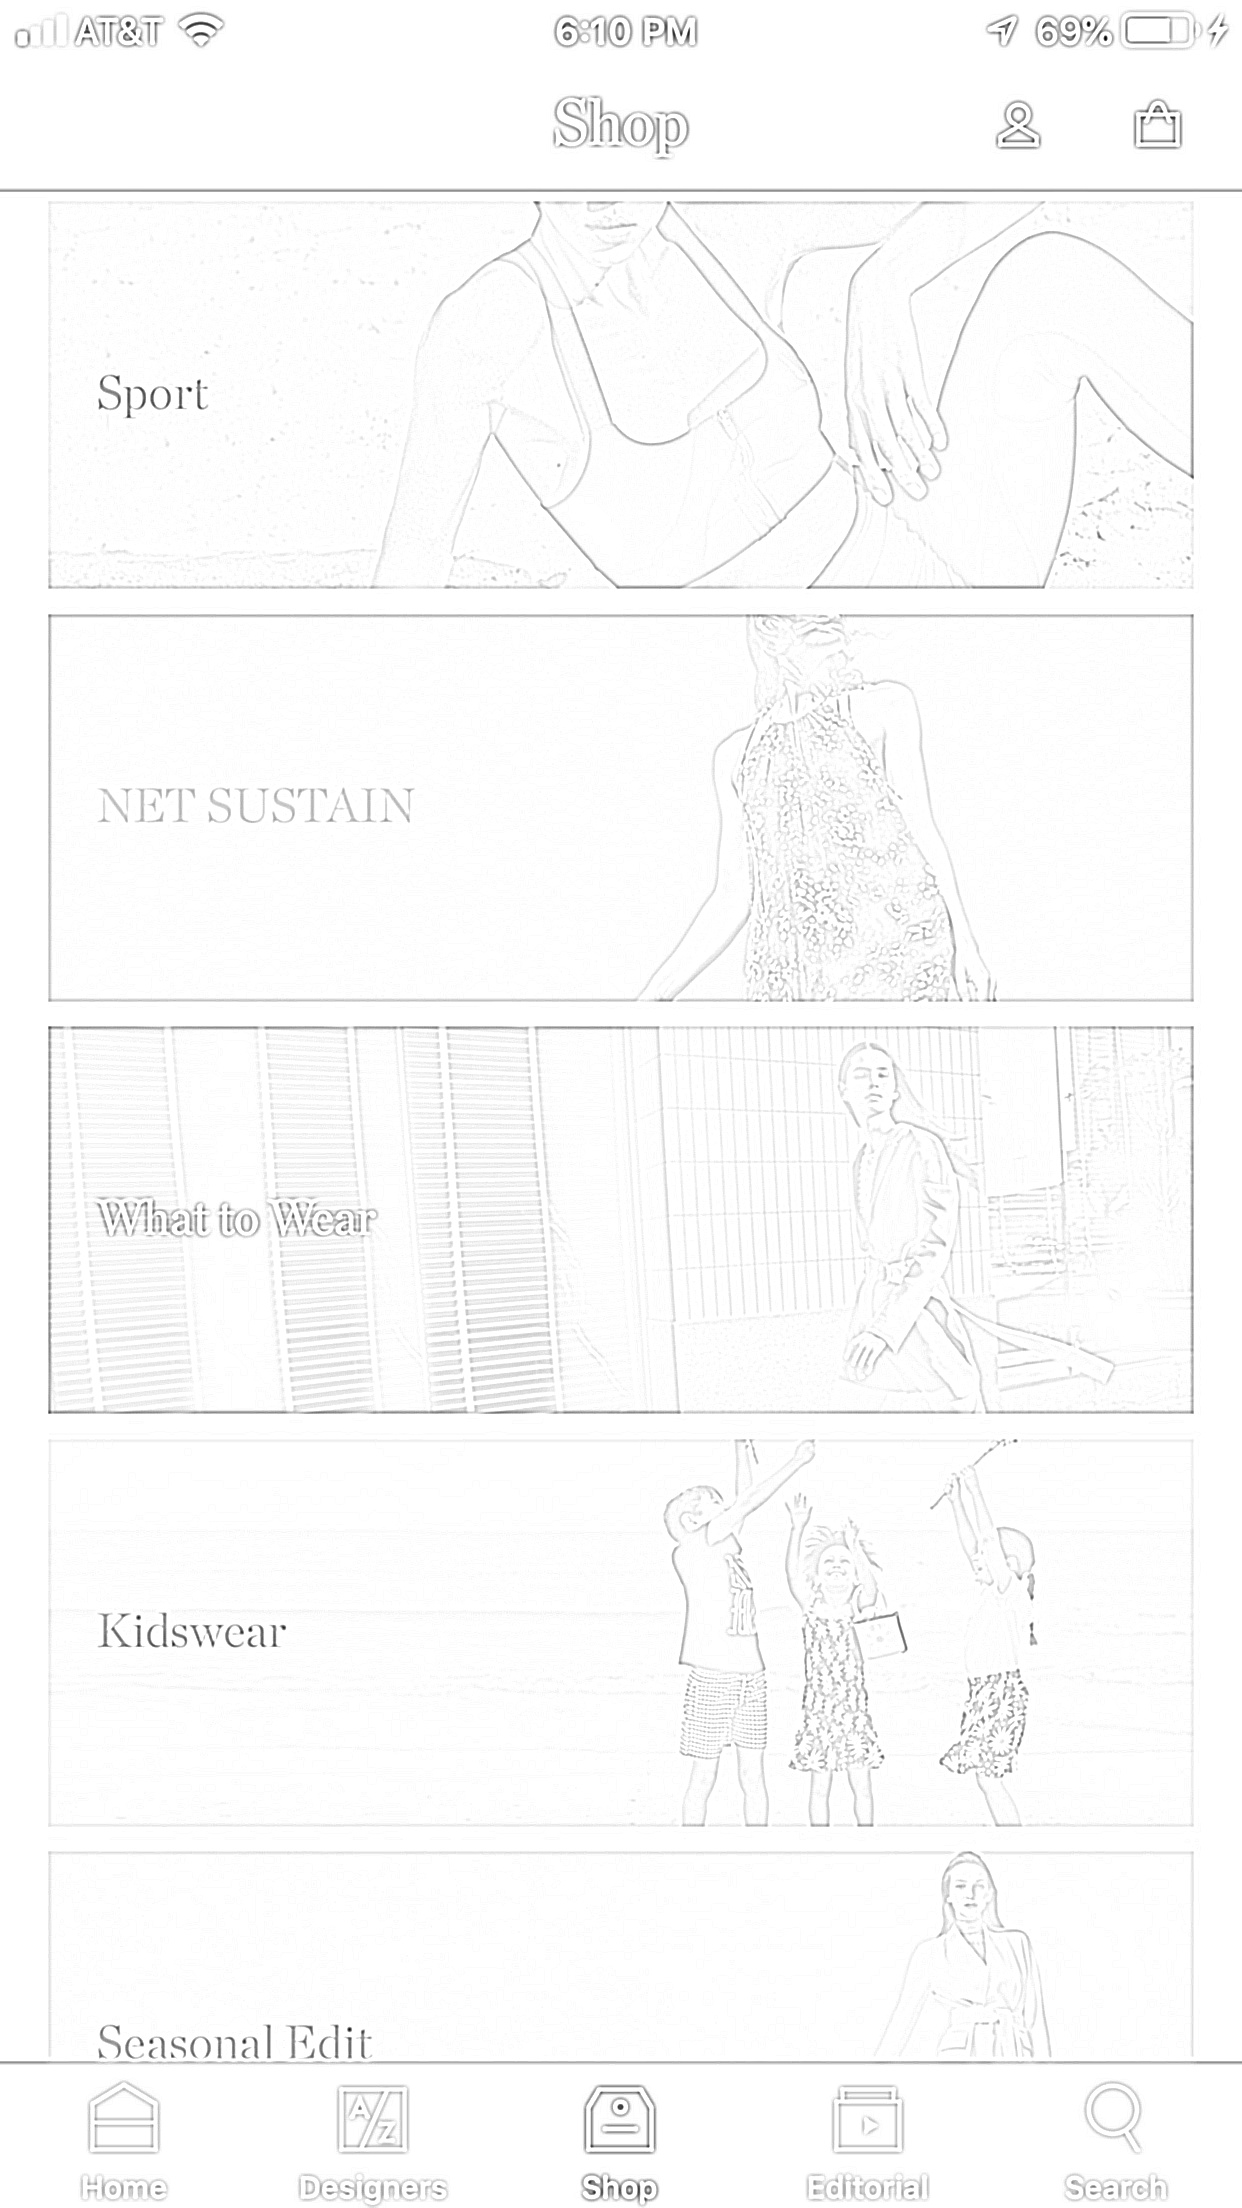 AT&T 6:10 PM 69%
Shop
Sport
NET SUSTAIN
What to Wear
Kidswear
Seasonal Edit
A/Z
Home Designers Shop Editorial Search